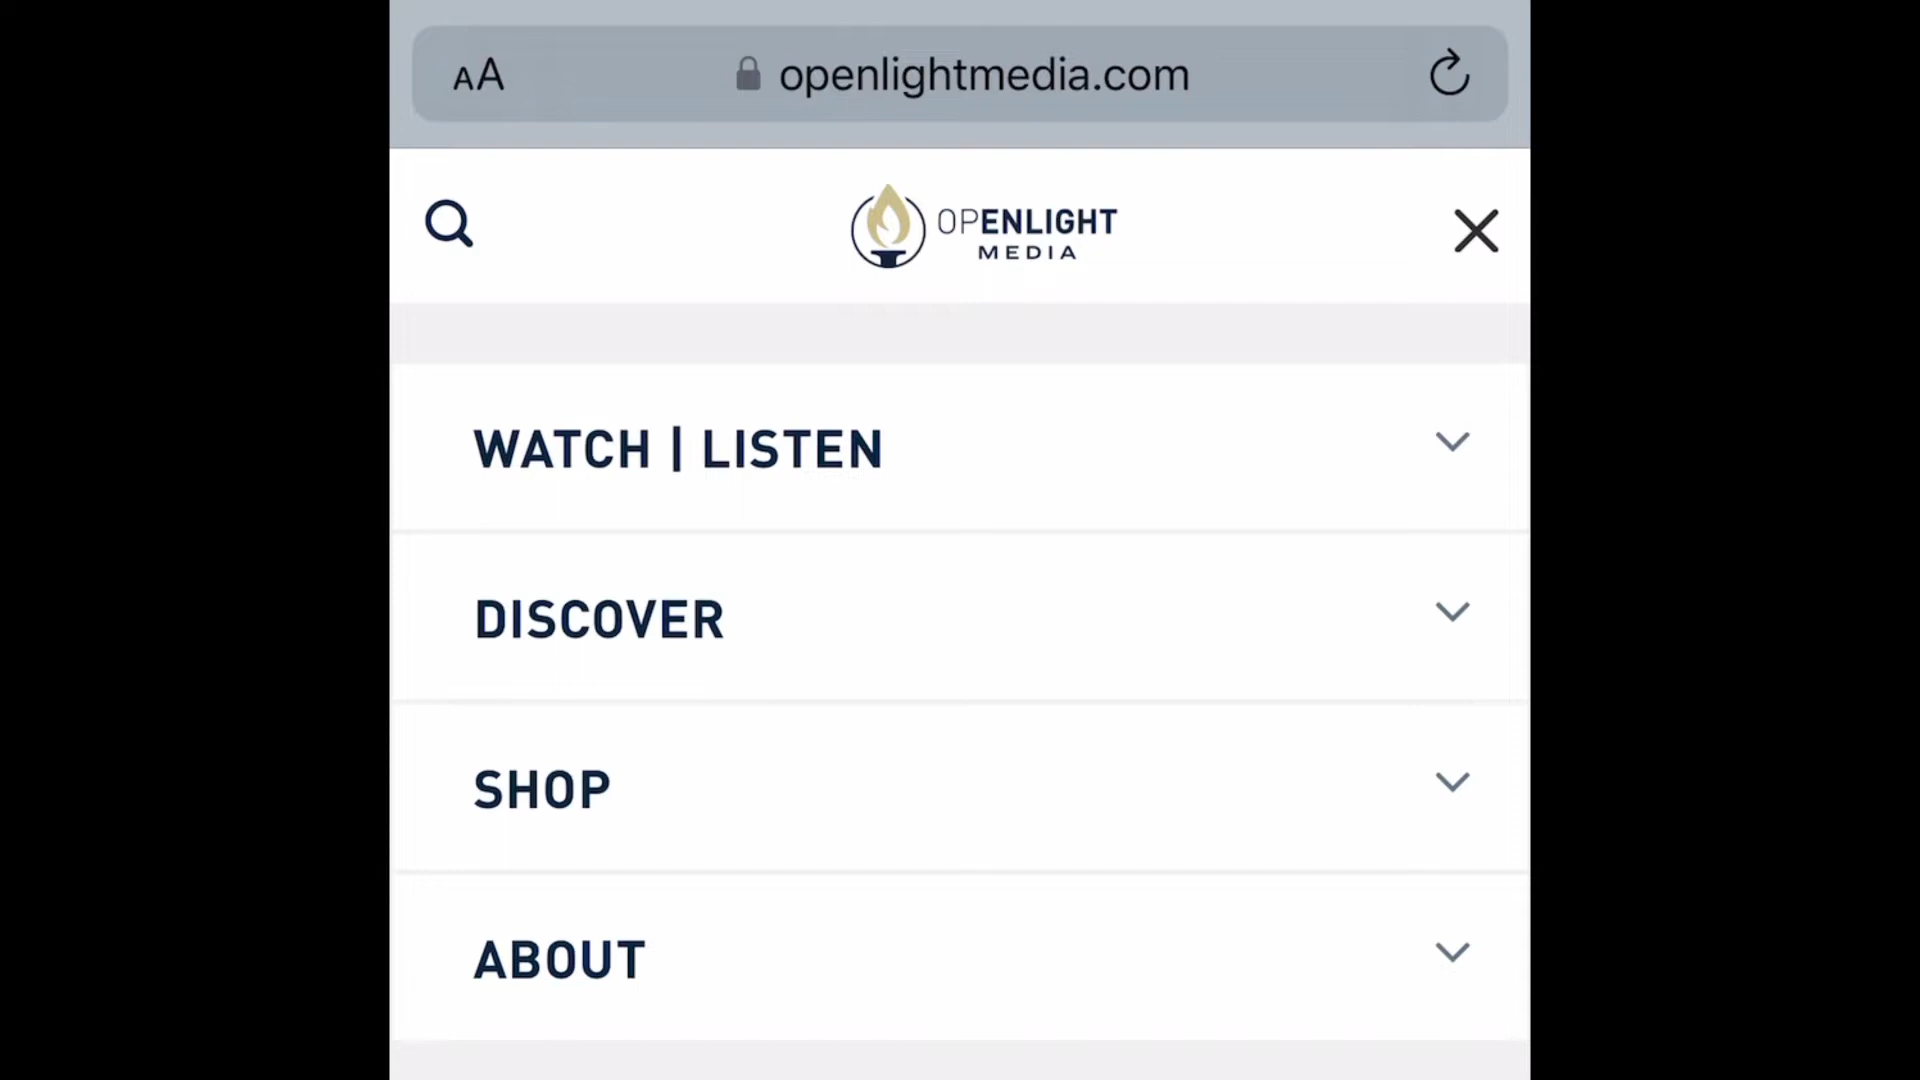 AA openlightmedia.com
OPENLIGHT
MEDIA
WATCH | LISTEN
DISCOVER
SHOP
ABOUT